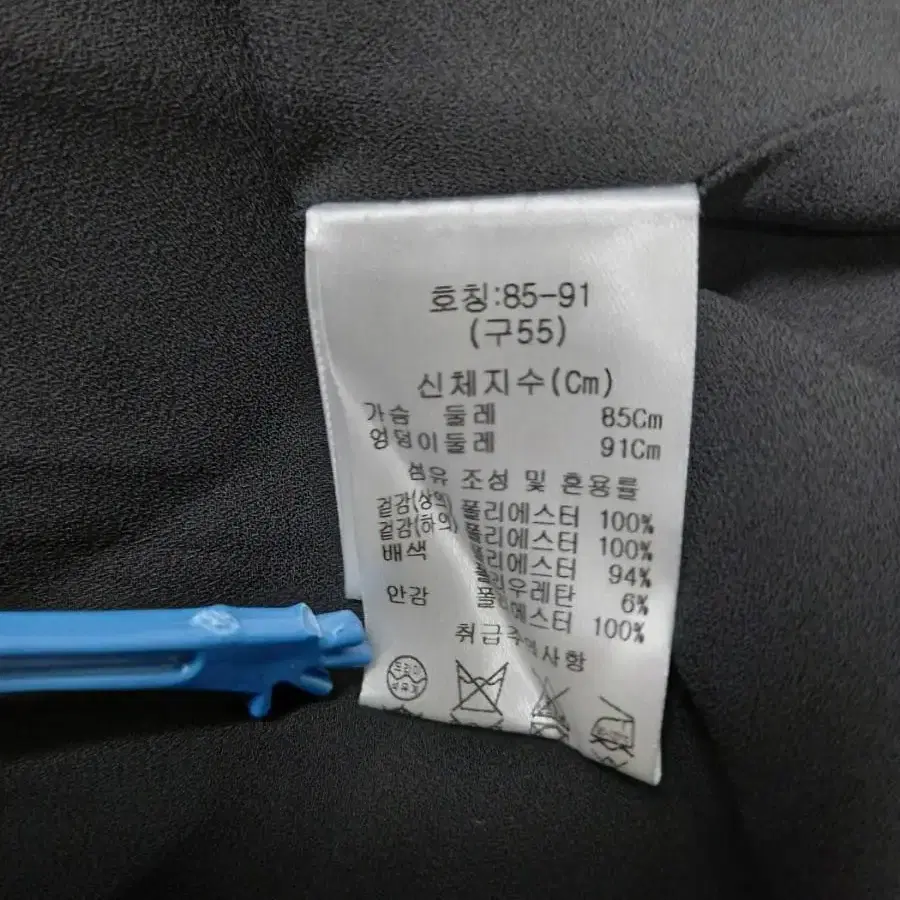 호칭:85-91
(구55)
신체지수(Cm)
가슴 둘레 85Cm
엉덩이둘레 91Cm
섬유 조성 및 혼용률
겉감(상의) 폴리에스터 100%
겉감(하의) 폴리에스터 100%
배색 폴리에스터 94%
폴리우레탄 6%
안감 폴리에스터 100%
취급주의사항
드라이